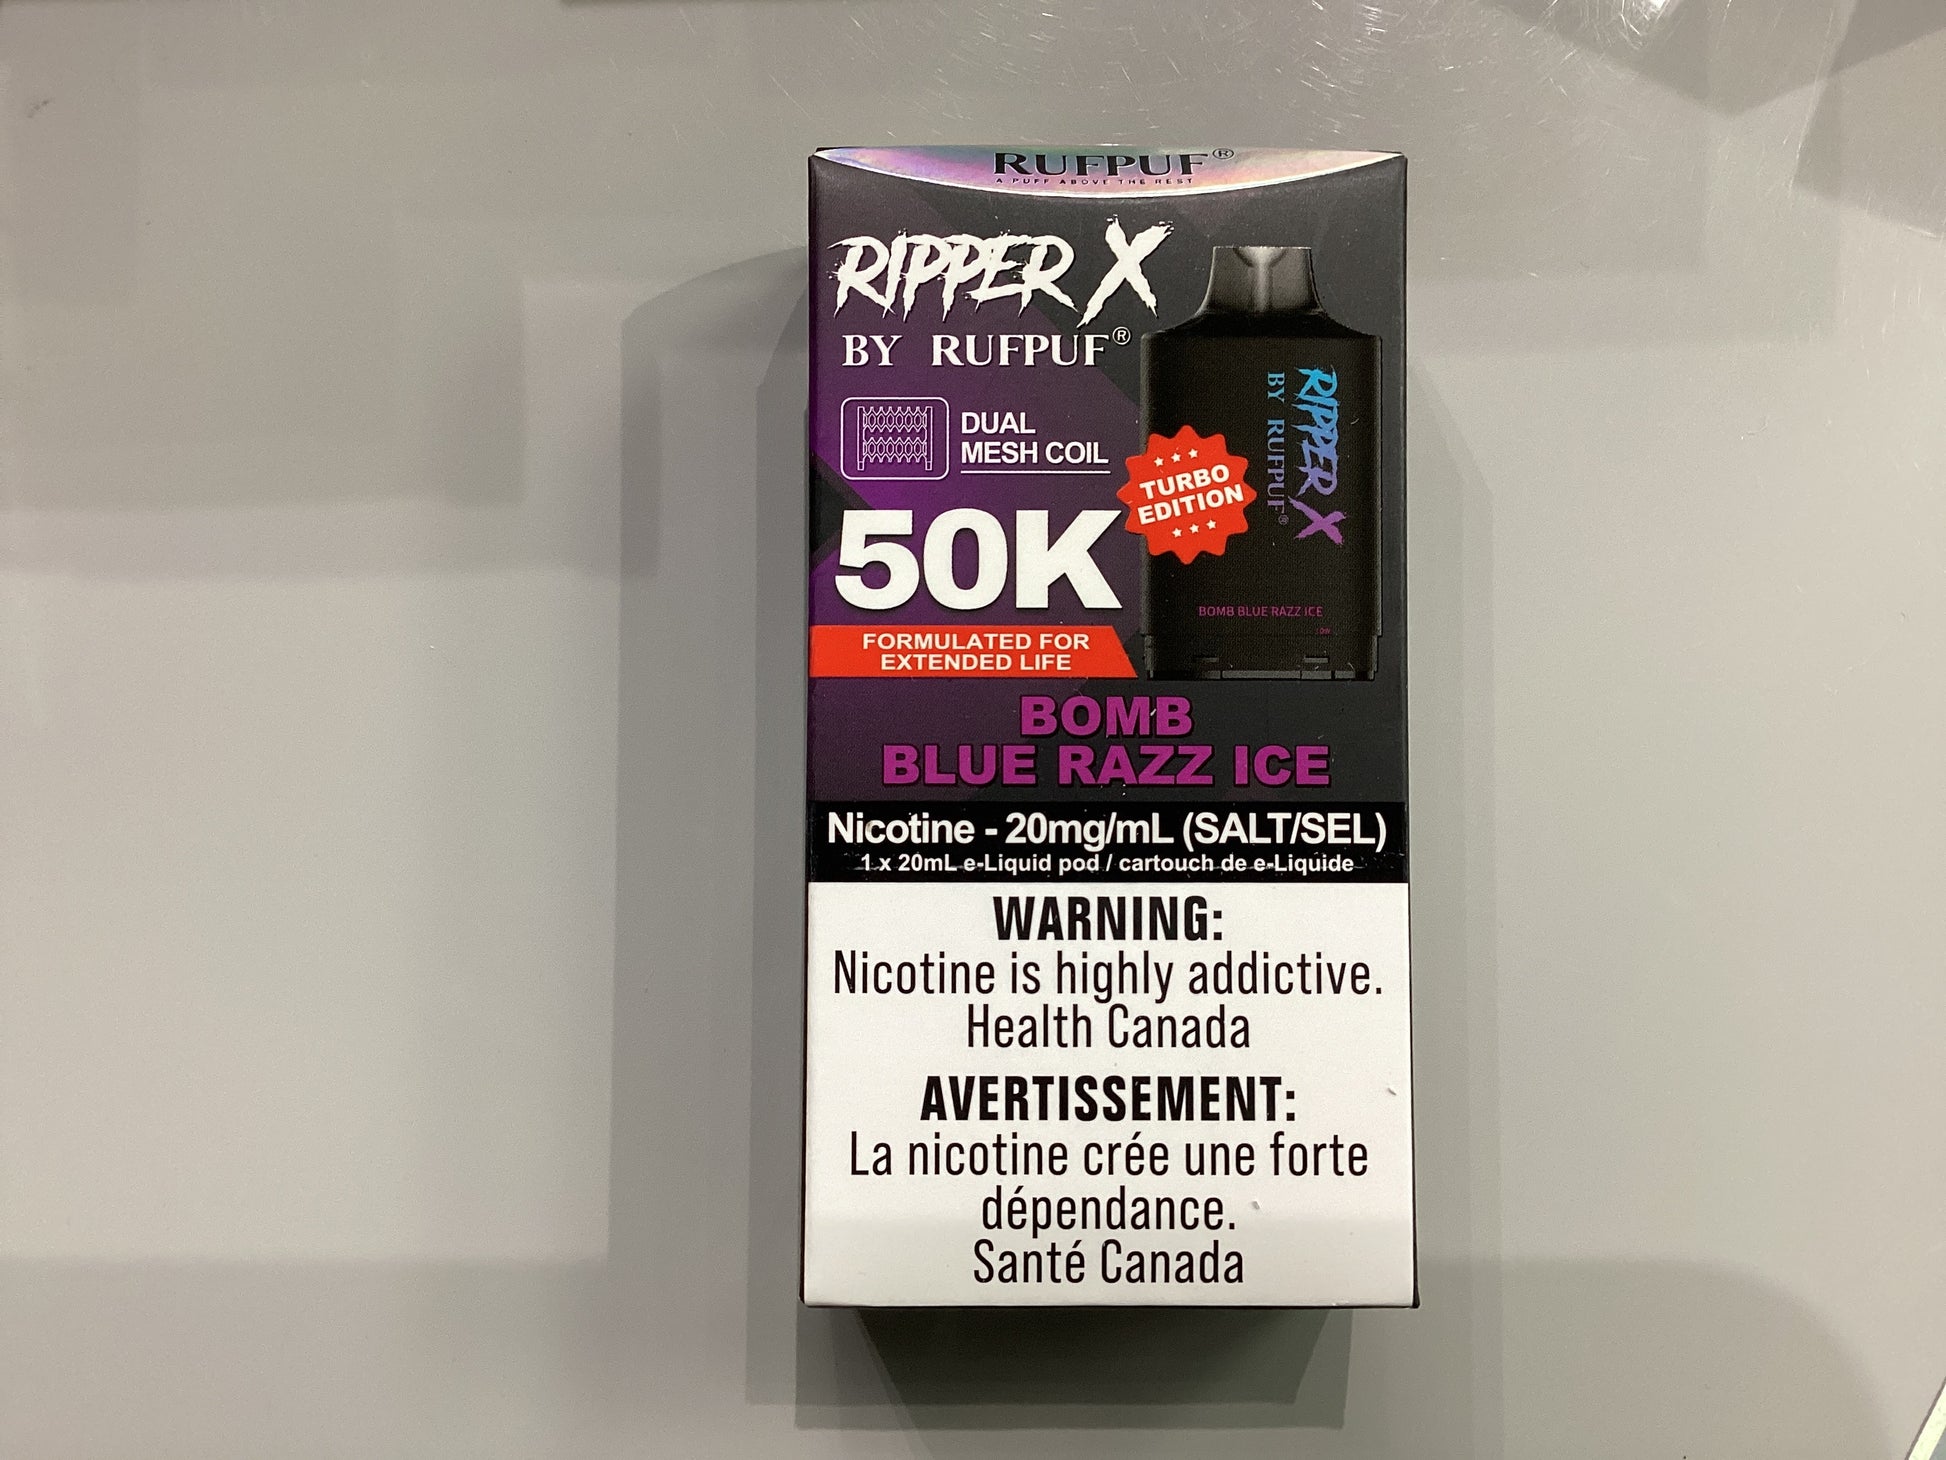 RUFPUF®
A PUFF ABOVE THE REST
RIPPER X
BY RUFPUF®
DUAL
MESH COIL
50K
FORMULATED FOR
EXTENDED LIFE
TURBO
EDITION
RIPPER X
BY RUFPUF®
BOMB BLUE RAZZ ICE
BOMB
BLUE RAZZ ICE
Nicotine - 20mg/mL (SALT/SEL)
1 x 20mL e-Liquid pod / cartouch de e-Liquide
WARNING:
Nicotine is highly addictive.
Health Canada
AVERTISSEMENT:
La nicotine crée une forte
dépendance.
Santé Canada